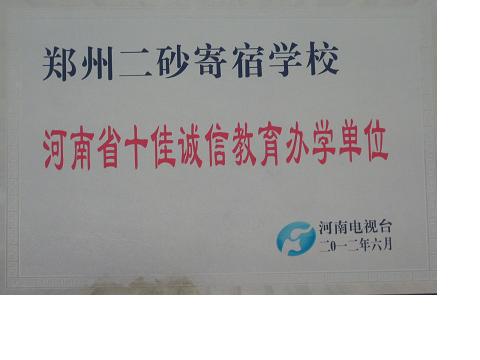 郑州二砂寄宿学校
河南省十佳诚信教育办学单位
河南电视台
二0一二年六月